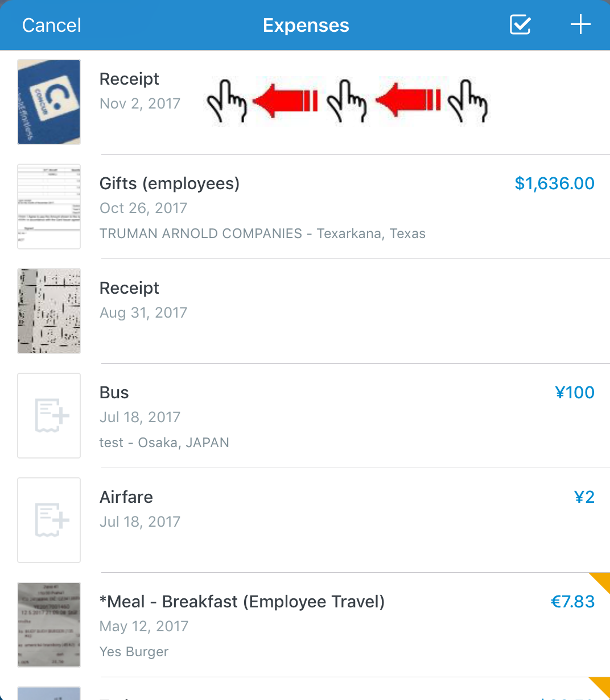 Cancel
Expenses
Receipt
Nov 2, 2017
CONCUR
Gifts (employees)
$1,636.00
Oct 26, 2017
TRUMAN ARNOLD COMPANIES - Texarkana, Texas
Receipt
Aug 31, 2017
Bus
¥100
Jul 18, 2017
test - Osaka, JAPAN
Airfare
¥2
Jul 18, 2017
*Meal - Breakfast (Employee Travel)
€7.83
May 12, 2017
Yes Burger